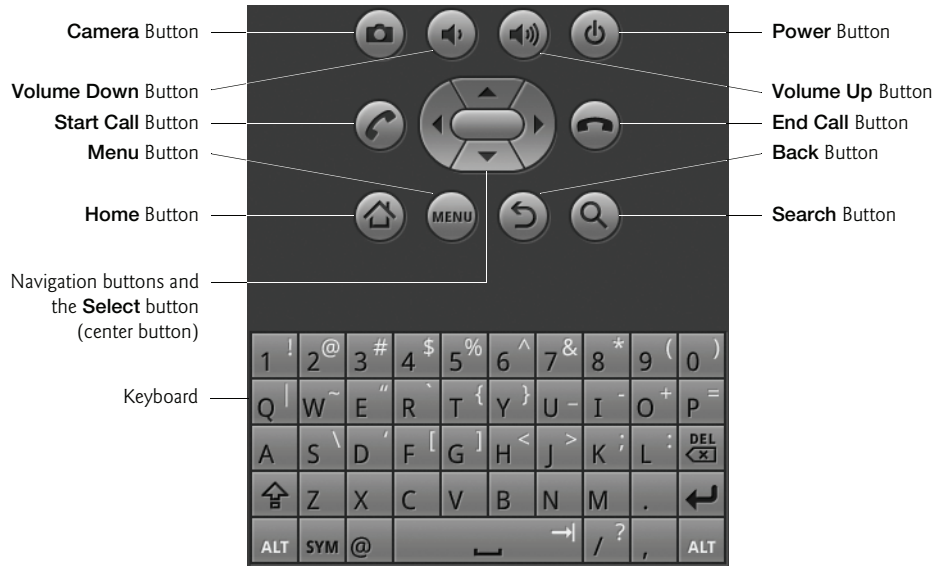 Camera Button
Power Button
Volume Down Button
Volume Up Button
Start Call Button
End Call Button
Menu Button
Back Button
Home Button
MENU
Search Button
Navigation buttons and
the Select button
(center button)
Keyboard
1 ! 2 @ 3 # 4 $ 5 % 6 ^ 7 & 8 * 9 ( 0 )
Q | W ~ E " R ` T { Y } U _ I - O + P =
A S \ D ' F [ G ] H < J > K ; L : DEL
Z X C V B N M .
ALT SYM @ / ? , ALT